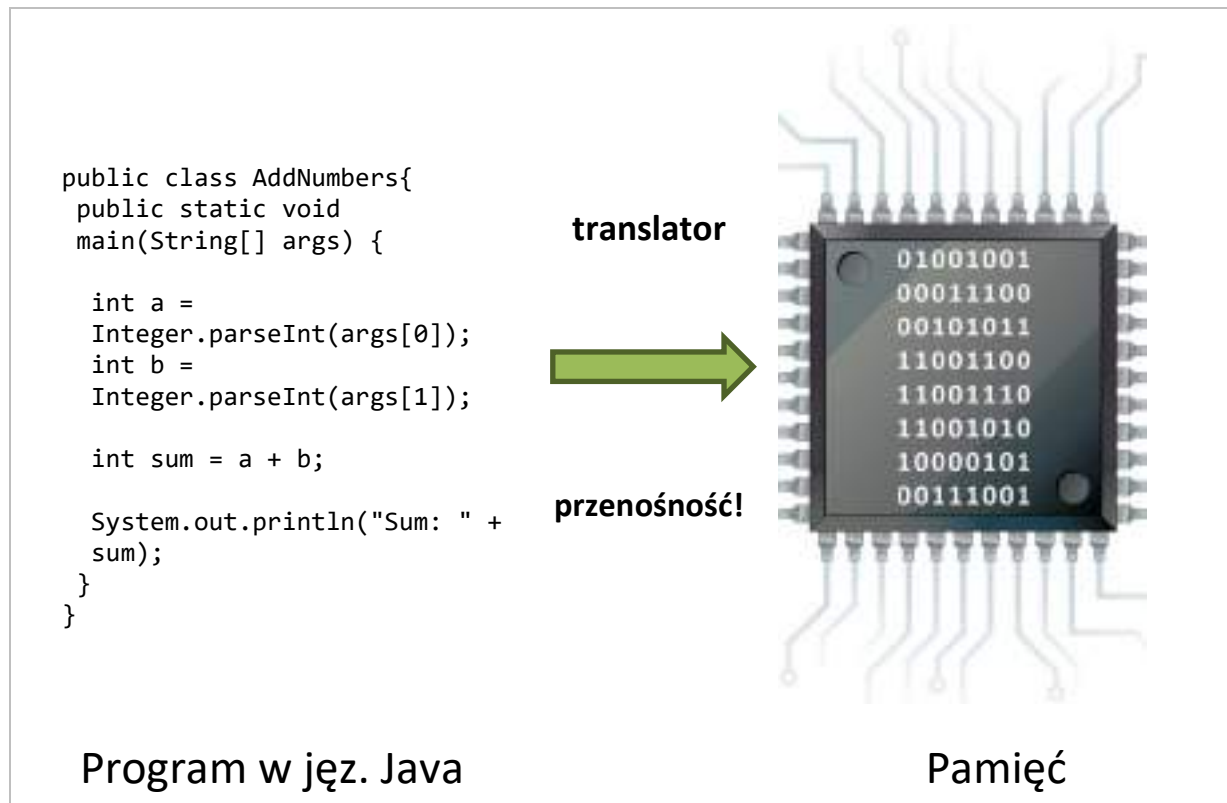 public class AddNumbers{
public static void
main(String[] args) {
int a =
Integer.parseInt(args[0]);
int b =
Integer.parseInt(args[1]);
int sum = a + b;
System.out.println("Sum: " +
sum);
}
}
translator
przenośność!
01001001
00011100
00101011
11001100
11001110
11001010
10000101
00111001
Program w jęz. Java
Pamięć